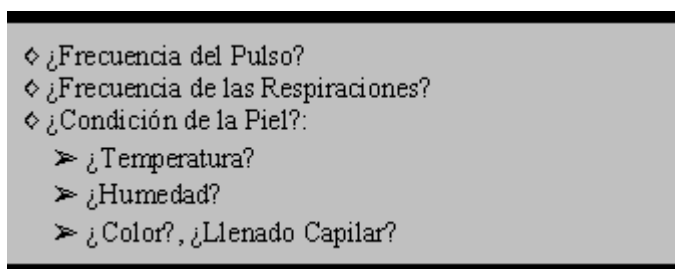 ◊ ¿Frecuencia del Pulso?
◊ ¿Frecuencia de las Respiraciones?
◊ ¿Condición de la Piel?:
➢ ¿Temperatura?
➢ ¿Humedad?
➢ ¿Color?, ¿Llenado Capilar?